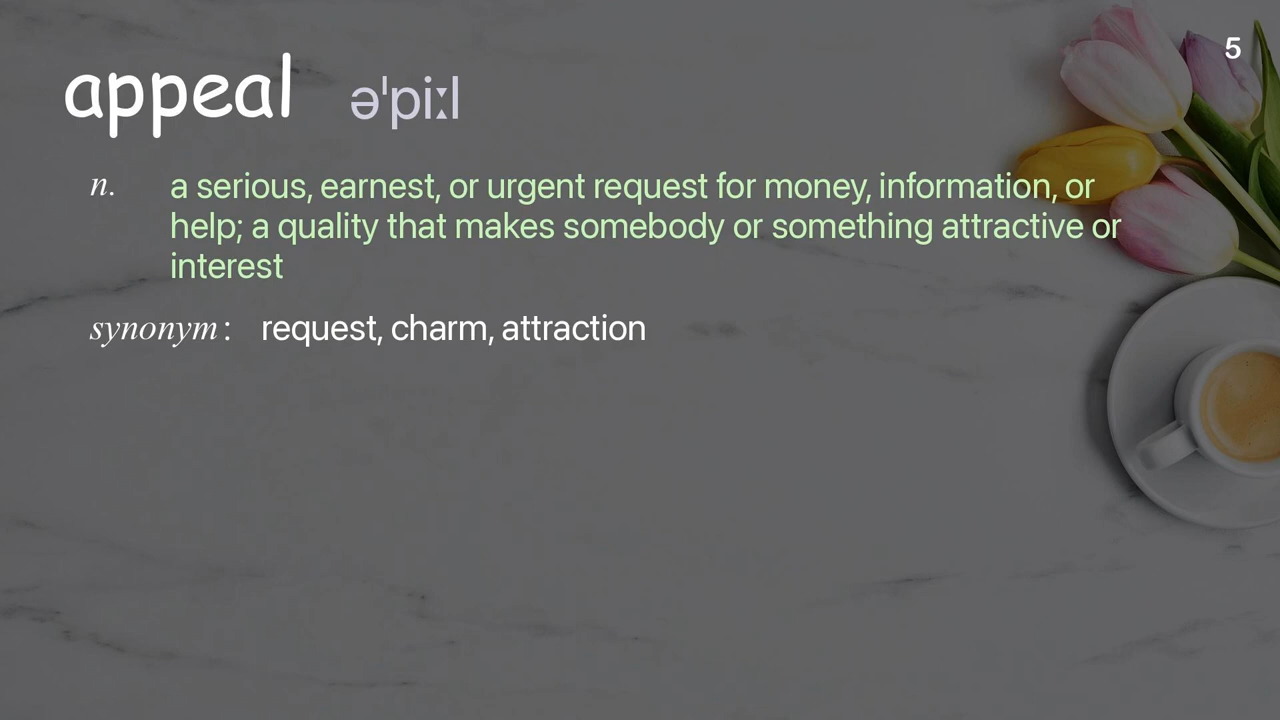 5
appeal əˈpiːl
n. a serious, earnest, or urgent request for money, information, or
help; a quality that makes somebody or something attractive or
interest
synonym: request, charm, attraction